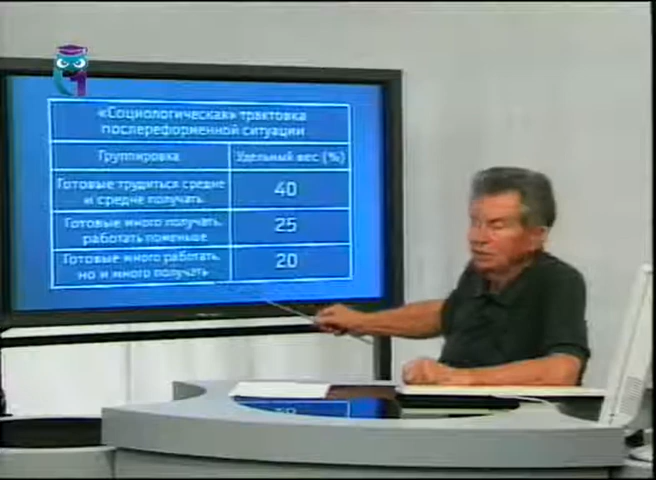 «Социологическая» трактовка
послереформенной ситуации
Группировка
Удельный вес (%)
Готовые трудиться средне
и средне получать
40
Готовые много получать,
работать поменьше
25
Готовые много работать,
но и много получать
20